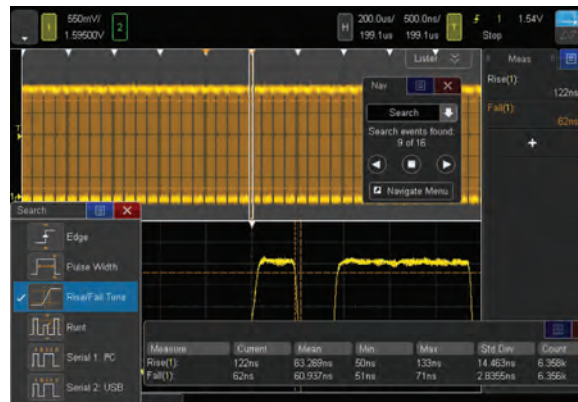 1 550mV/ 2 H 200.0us/ 500.0ns/ T 1 1.54V
1.59500V 199.1us 199.1us Stop
Lister
Meas
Nav
Rise(1):
122ns
Search
Fall(1):
62ns
Search events found:
9 of 16
Navigate Menu
Search
Edge
Pulse Width
Rise/Fall Time
Runt
Serial 1: I²C
Serial 2: USB
Measure Current Mean Min Max Std Dev Count
Rise(1): 122ns 83.269ns 50ns 133ns 14.463ns 6.358k
Fall(1): 62ns 60.937ns 51ns 71ns 2.8355ns 6.356k